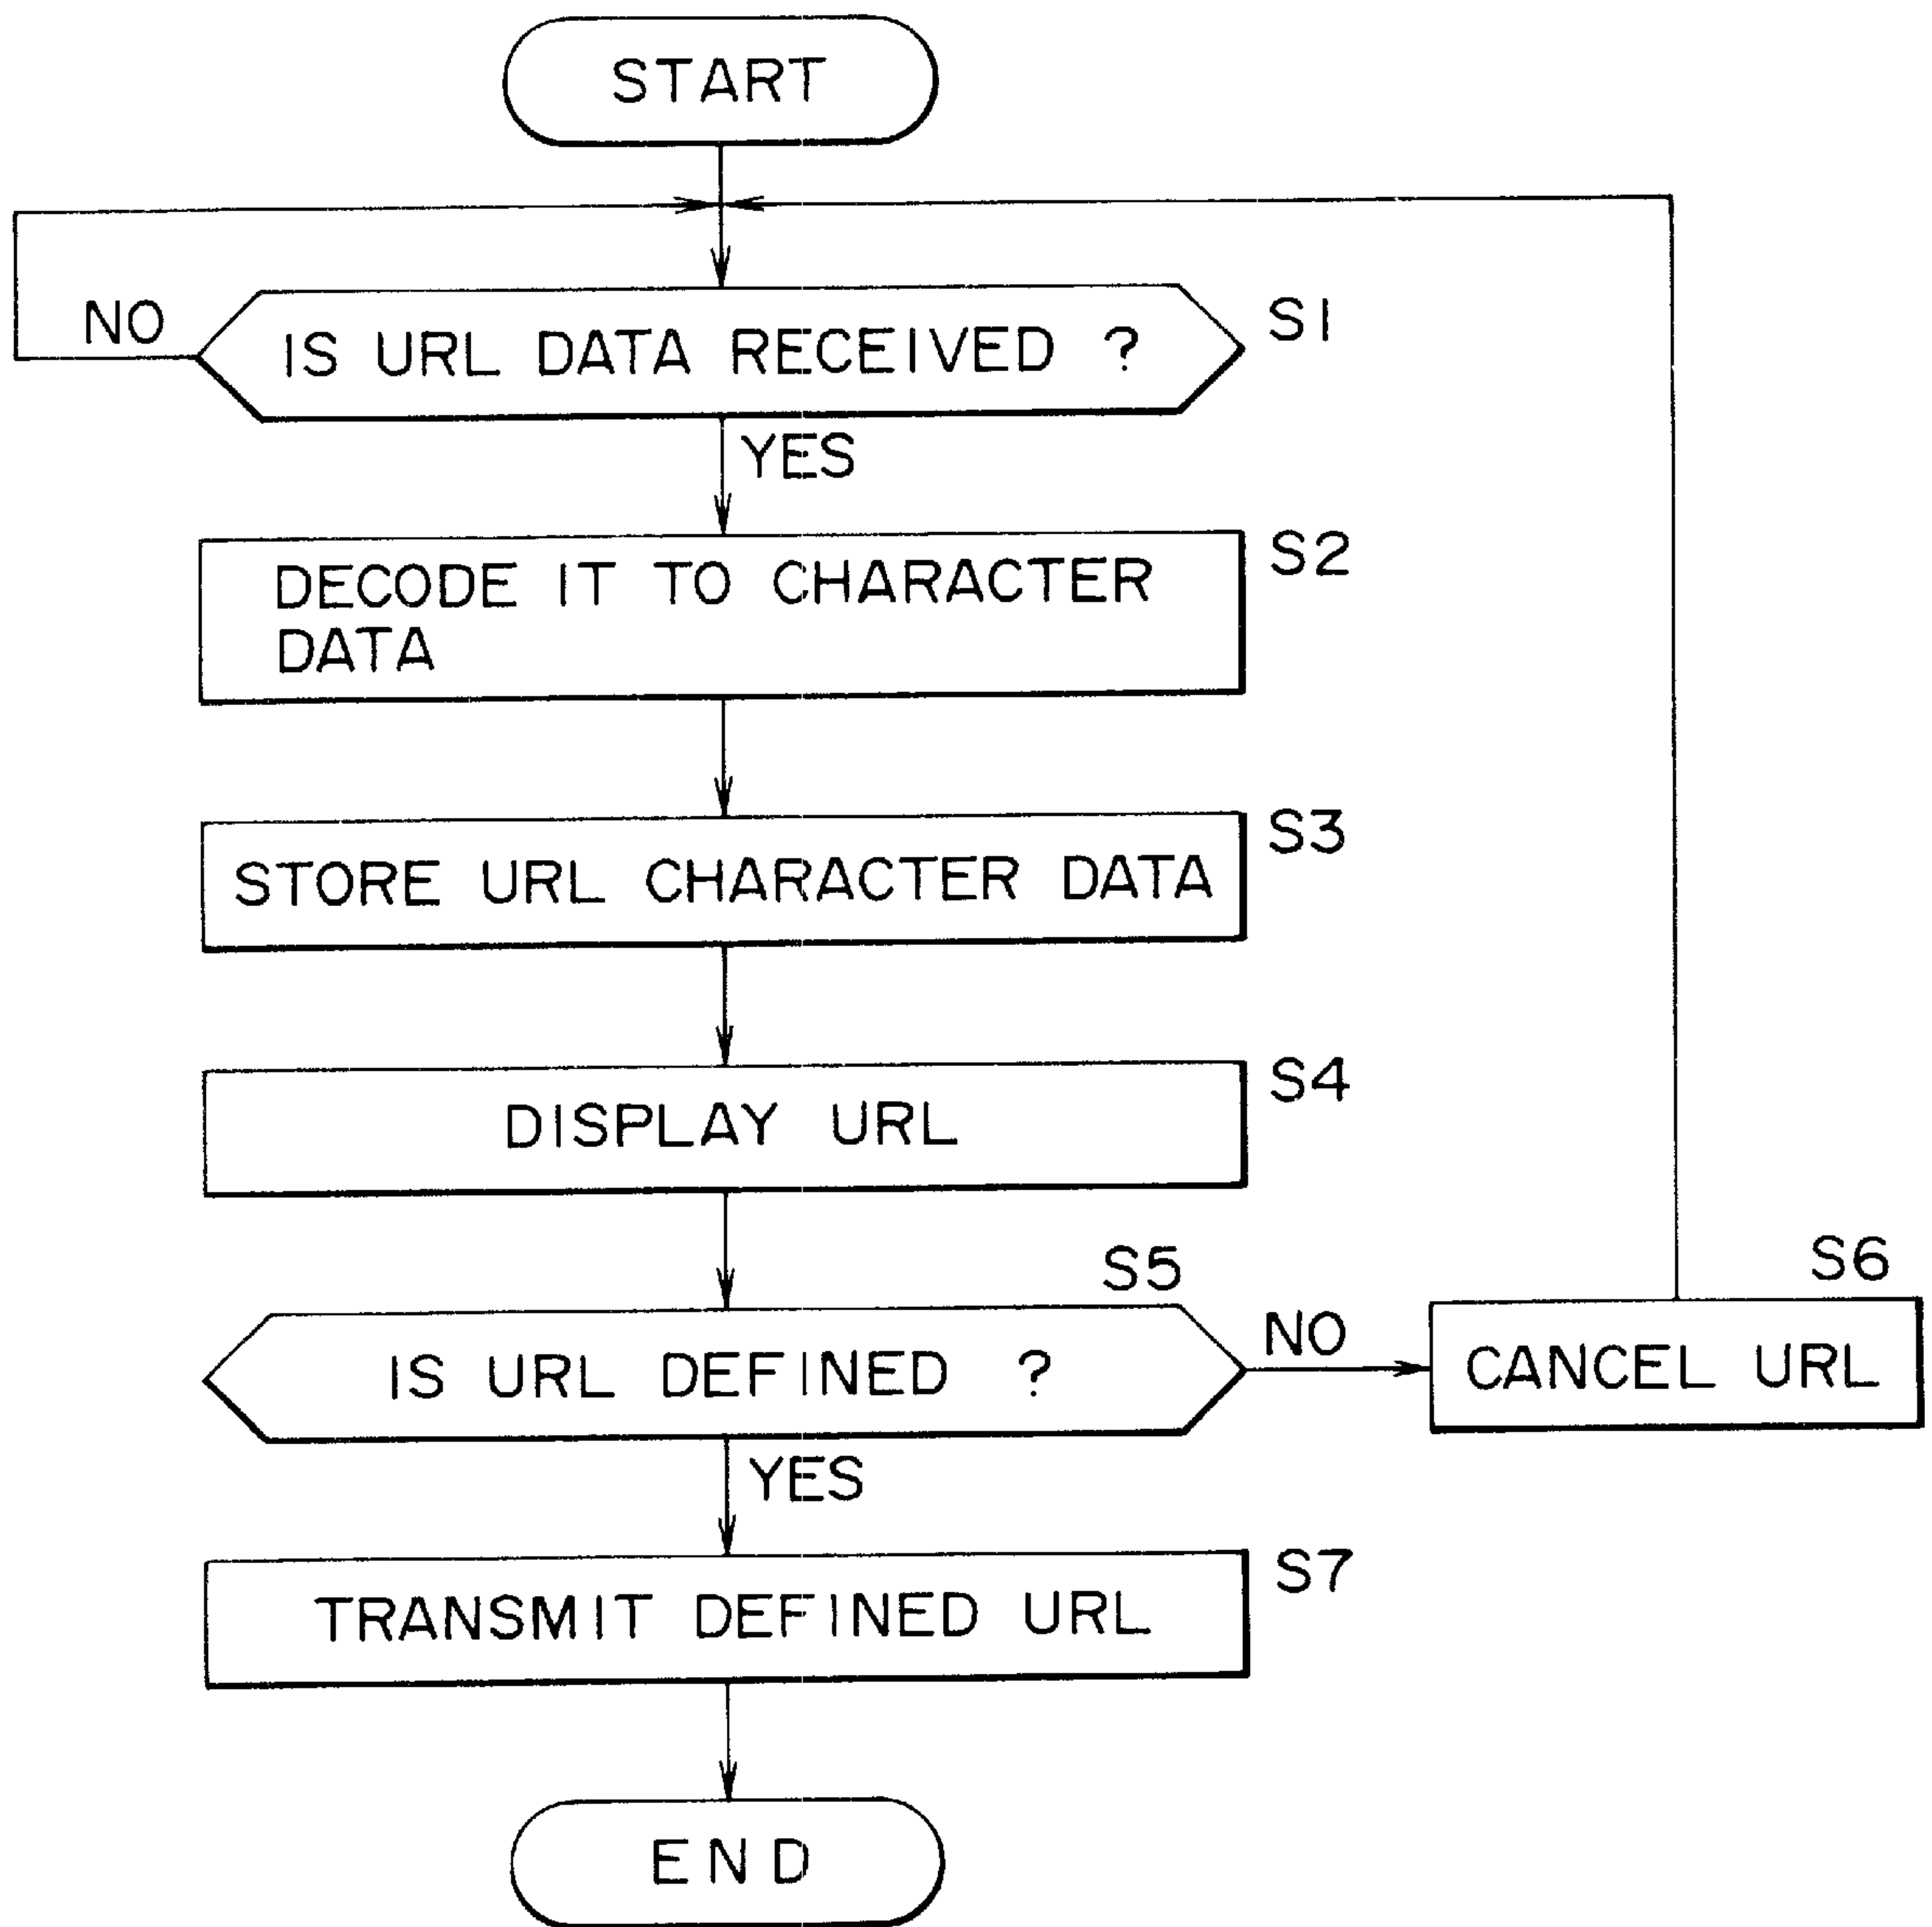 START
NO
IS URL DATA RECEIVED ?
S1
YES
DECODE IT TO CHARACTER
DATA
S2
STORE URL CHARACTER DATA
S3
DISPLAY URL
S4
S5
IS URL DEFINED ?
NO
S6
CANCEL URL
YES
TRANSMIT DEFINED URL
S7
END